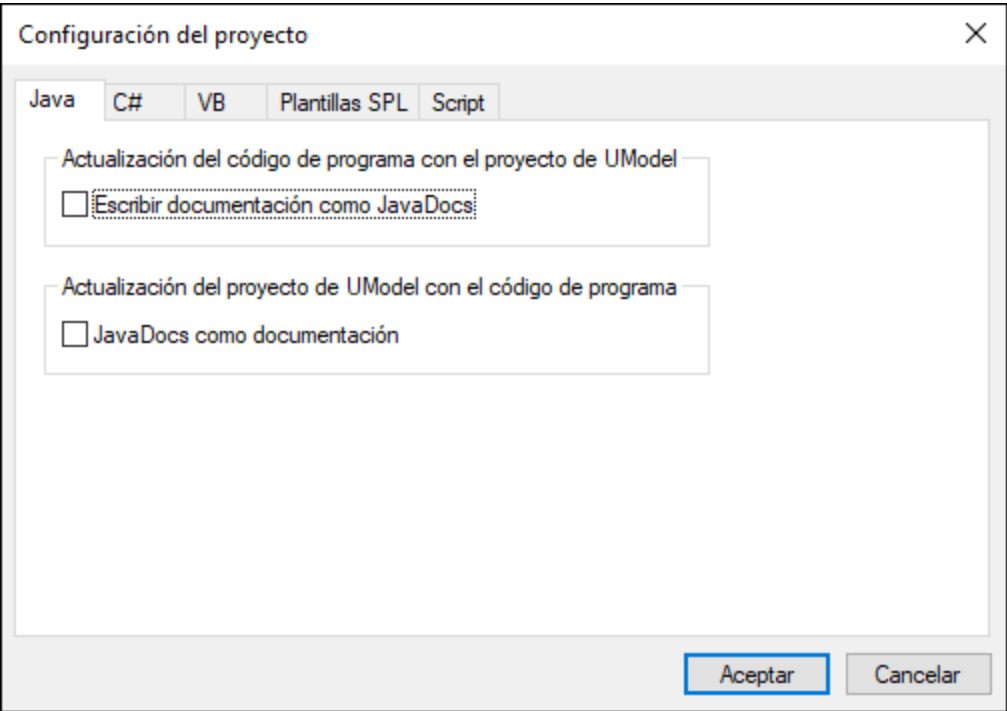 Configuración del proyecto
Java C# VB Plantillas SPL Script
Actualización del código de programa con el proyecto de UModel
Escribir documentación como JavaDocs
Actualización del proyecto de UModel con el código de programa
JavaDocs como documentación
Aceptar Cancelar